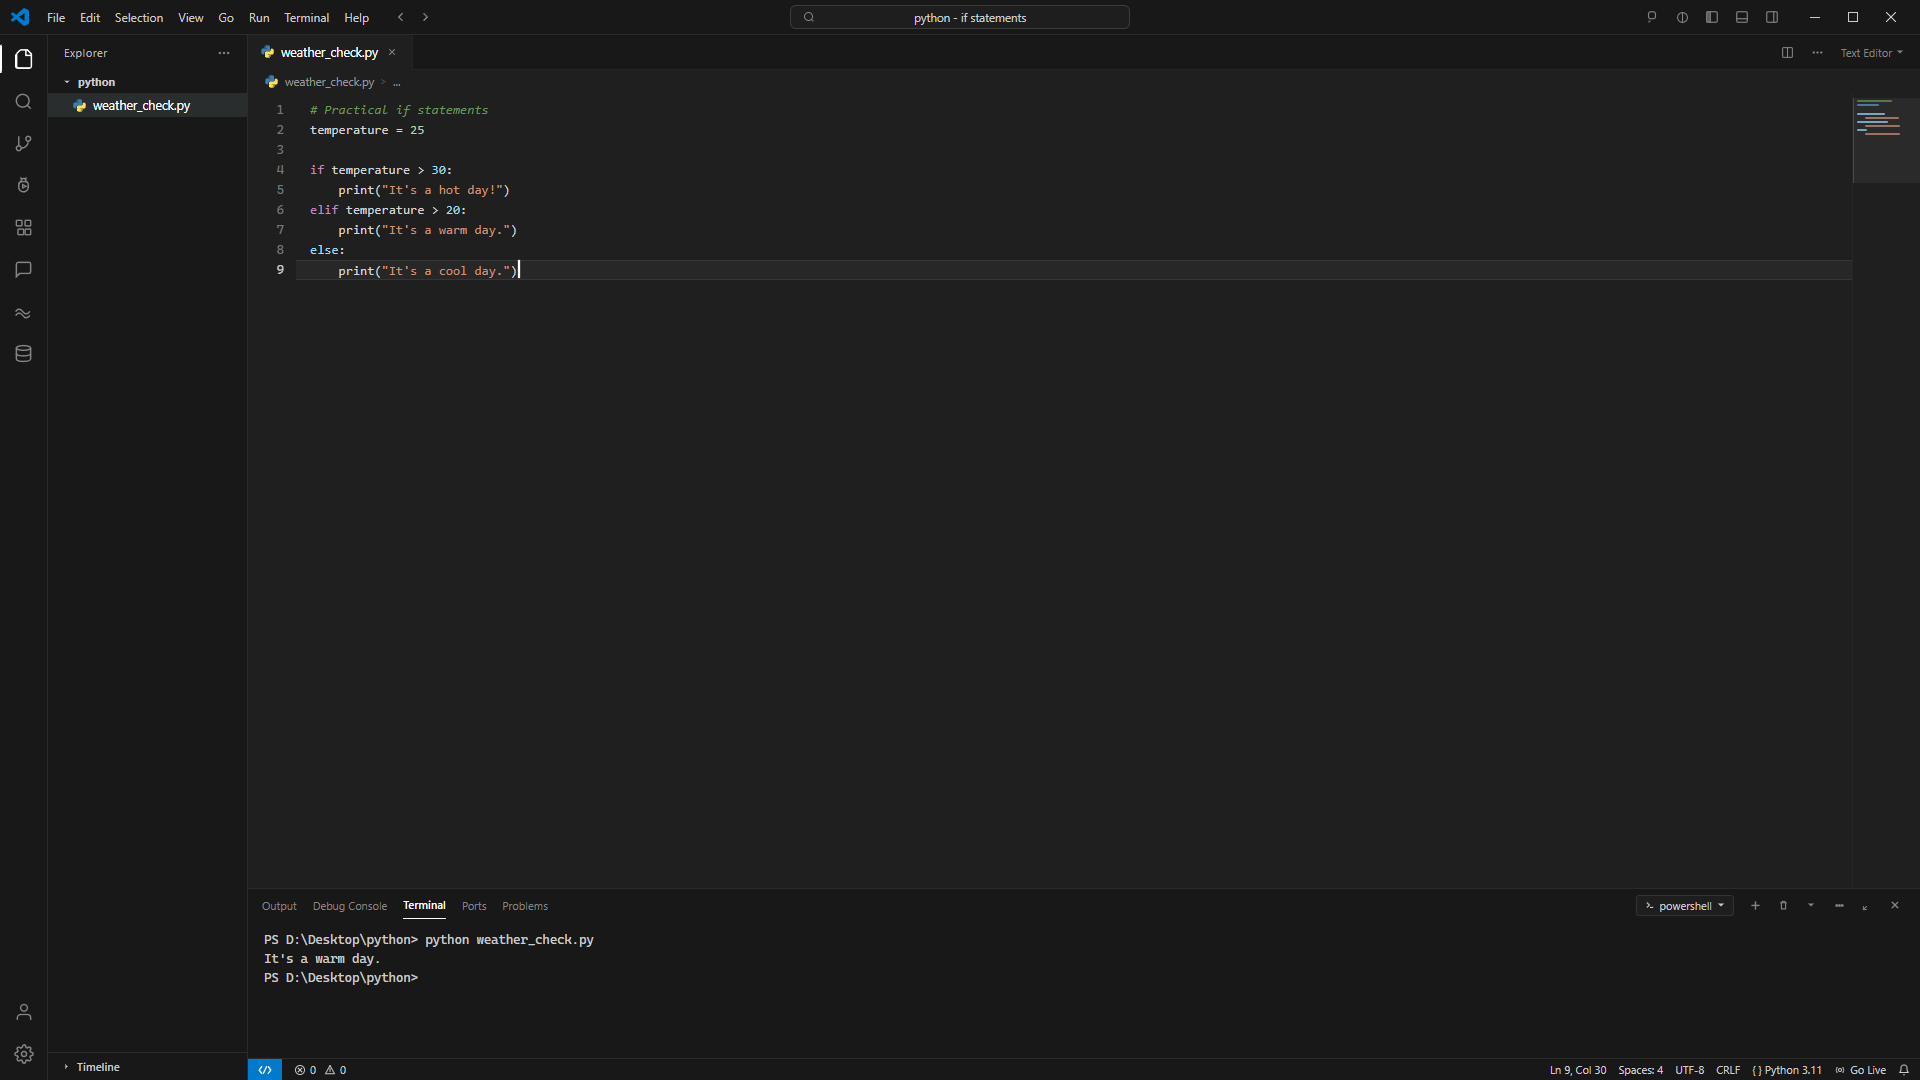 File Edit Selection View Go Run Terminal Help
python - if statements
Explorer
python
weather_check.py
Timeline
weather_check.py
Text Editor
weather_check.py > ...
1 # Practical if statements
2 temperature = 25
3
4 if temperature > 30:
5     print("It's a hot day!")
6 elif temperature > 20:
7     print("It's a warm day.")
8 else:
9     print("It's a cool day.")
Output Debug Console Terminal Ports Problems
powershell
PS D:\Desktop\python> python weather_check.py
It's a warm day.
PS D:\Desktop\python>
0 0
Ln 9, Col 30 Spaces: 4 UTF-8 CRLF {} Python 3.11 Go Live